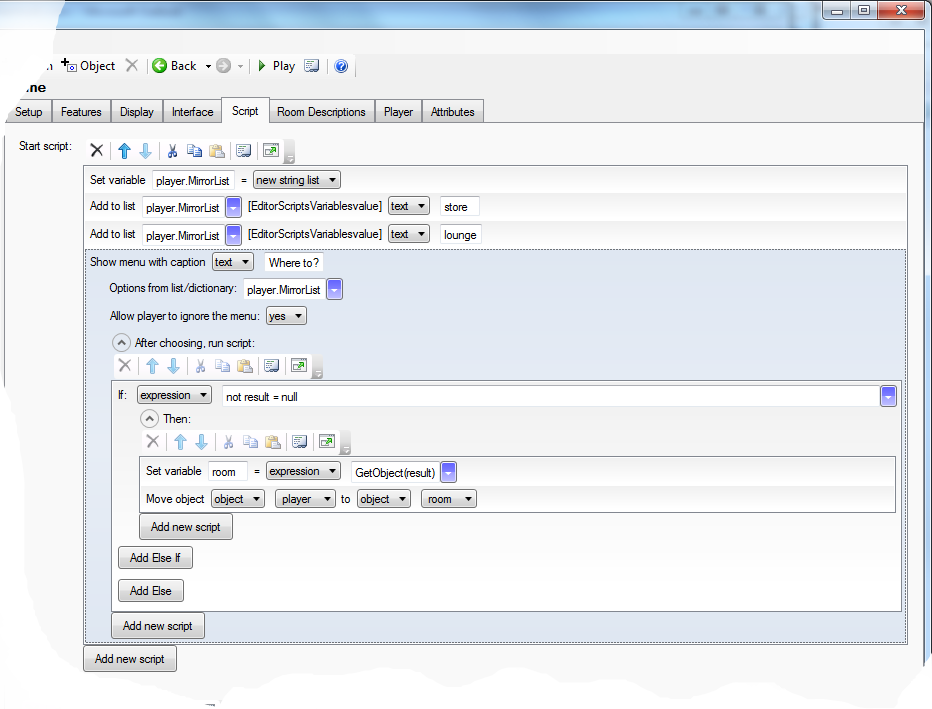 Object Back Play
Setup Features Display Interface Script Room Descriptions Player Attributes
Start script:
Set variable player.MirrorList = new string list
Add to list player.MirrorList [EditorScriptsVariablesvalue] text store
Add to list player.MirrorList [EditorScriptsVariablesvalue] text lounge
Show menu with caption text Where to?
Options from list/dictionary: player.MirrorList
Allow player to ignore the menu: yes
After choosing, run script:
If: expression not result = null
Then:
Set variable room = expression GetObject(result)
Move object object player to object room
Add new script
Add Else If
Add Else
Add new script
Add new script